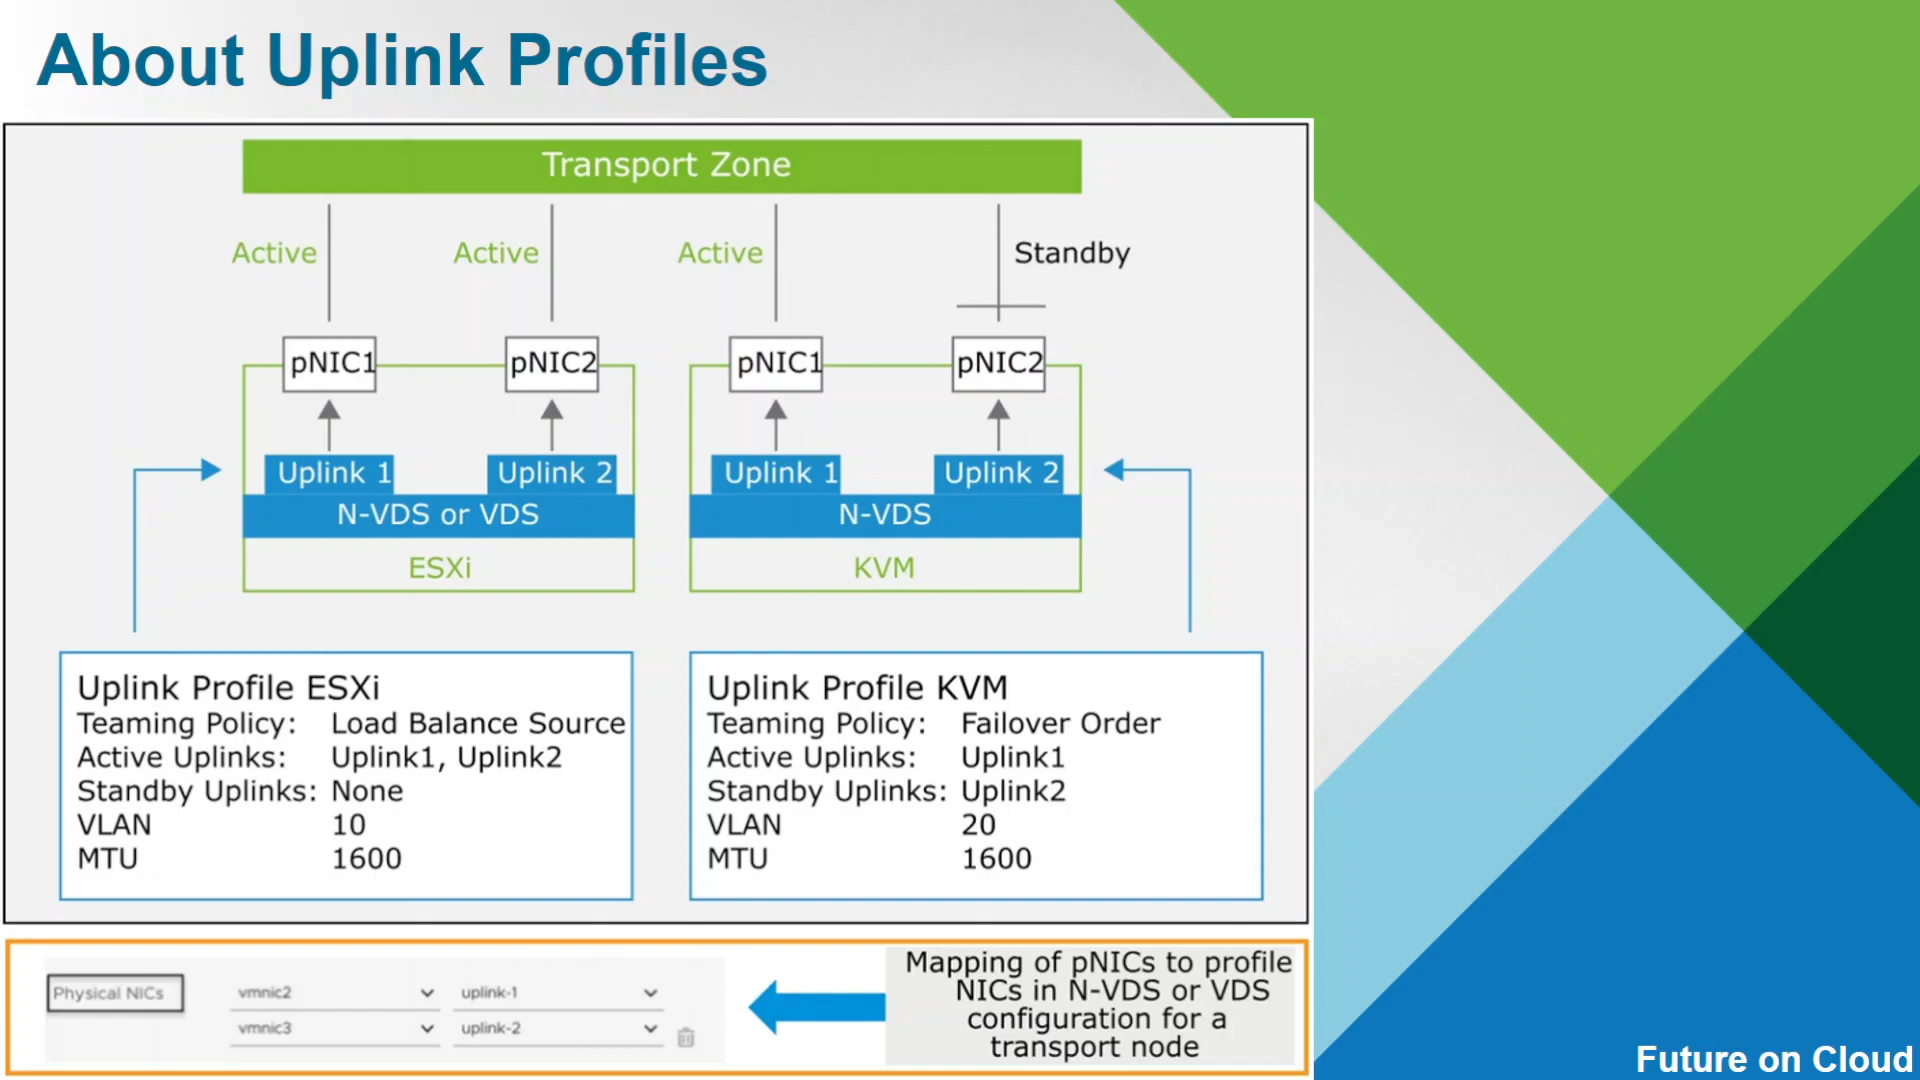 About Uplink Profiles
Transport Zone
Active Active Active Standby
pNIC1 pNIC2 pNIC1 pNIC2
Uplink 1 Uplink 2 Uplink 1 Uplink 2
N-VDS or VDS N-VDS
ESXi KVM
Uplink Profile ESXi
Teaming Policy: Load Balance Source
Active Uplinks: Uplink1, Uplink2
Standby Uplinks: None
VLAN 10
MTU 1600
Uplink Profile KVM
Teaming Policy: Failover Order
Active Uplinks: Uplink1
Standby Uplinks: Uplink2
VLAN 20
MTU 1600
Physical NICs vmnic2 uplink-1
vmnic3 uplink-2
Mapping of pNICs to profile
NICs in N-VDS or VDS
configuration for a
transport node
Future on Cloud